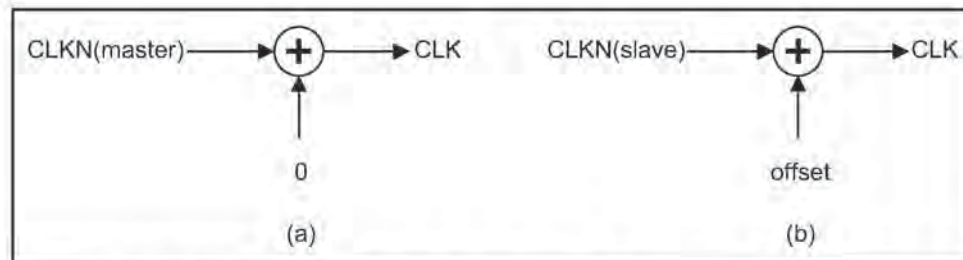 CLKN(master) + CLK CLKN(slave) + CLK
0 offset
(a) (b)